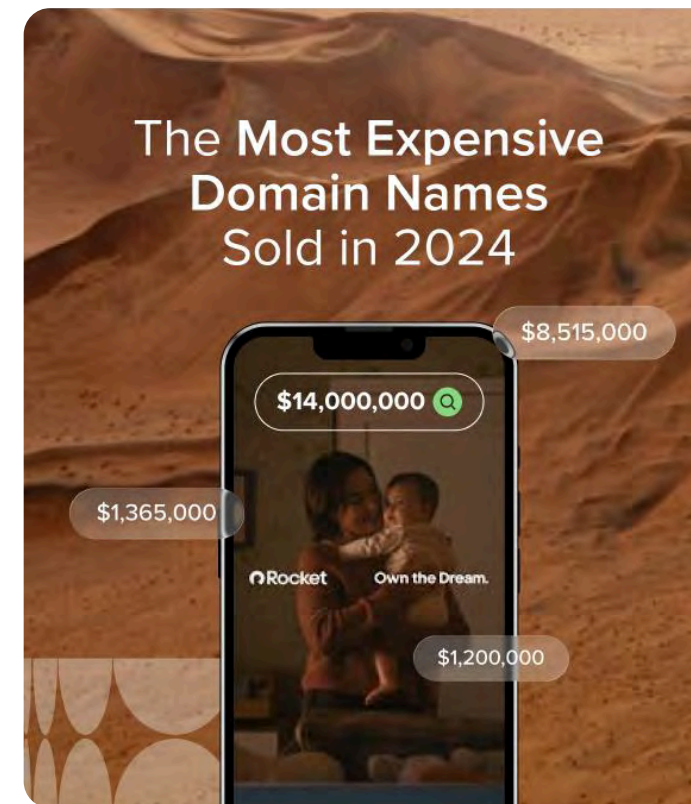 The Most Expensive
Domain Names
Sold in 2024
$8,515,000
$14,000,000
$1,365,000
Rocket
Own the Dream.
$1,200,000